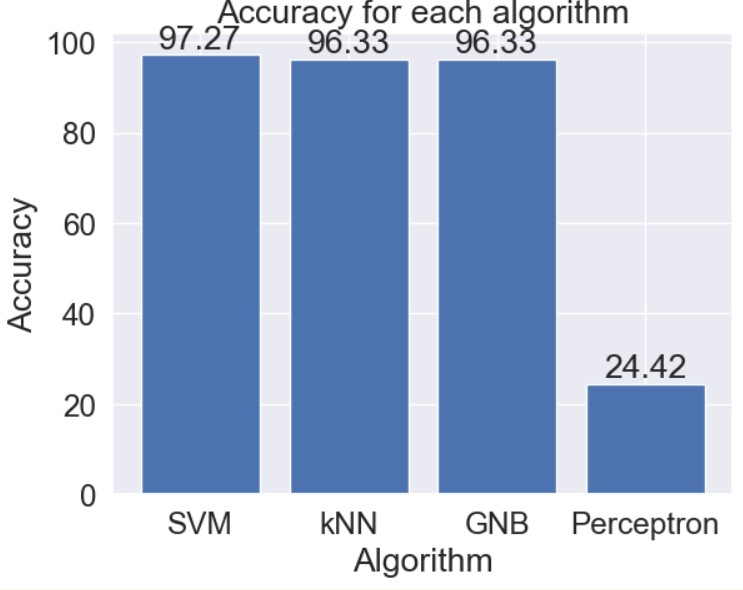 Accuracy for each algorithm
97.27 96.33 96.33
24.42
100
80
60
40
20
0
Accuracy
SVM kNN GNB Perceptron
Algorithm